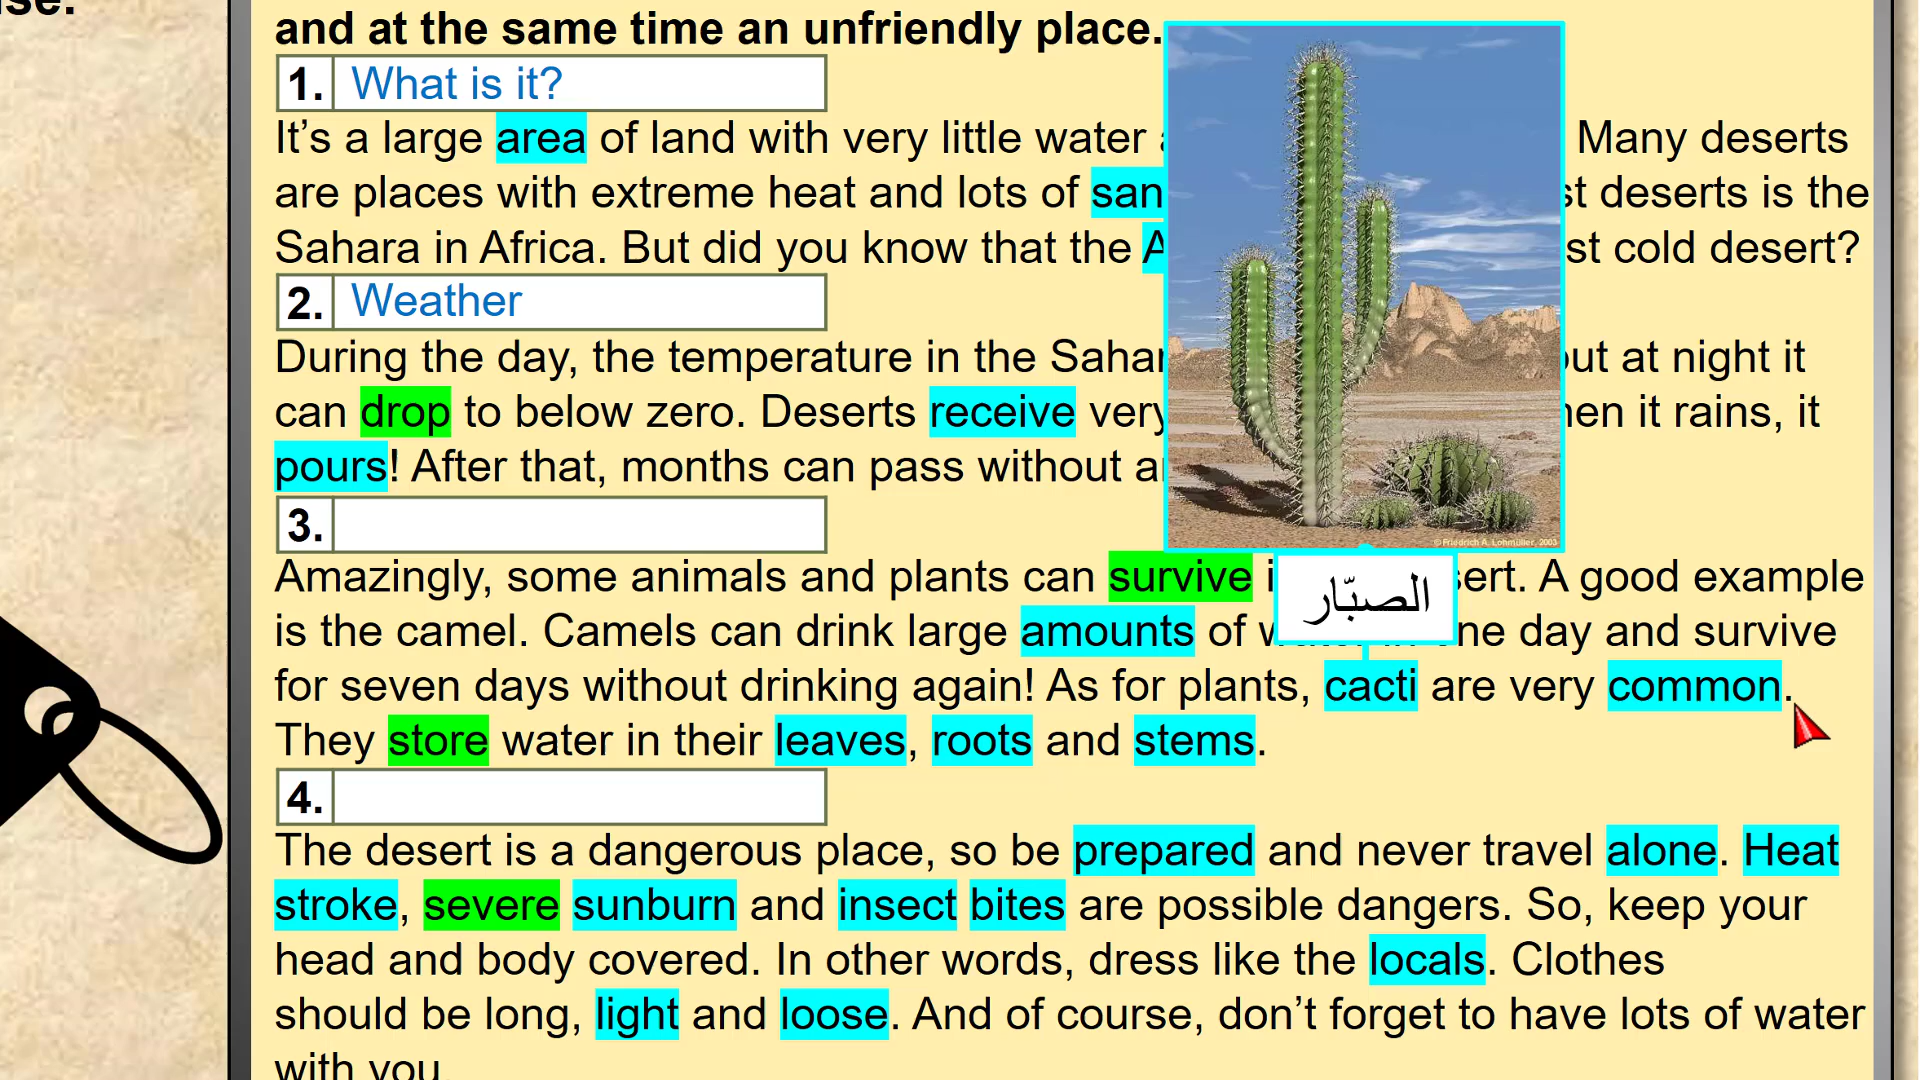 use.
and at the same time an unfriendly place.
1. What is it?
It’s a large area of land with very little water Many deserts
are places with extreme heat and lots of san st deserts is the
Sahara in Africa. But did you know that the A st cold desert?
2. Weather
During the day, the temperature in the Sahar out at night it
can drop to below zero. Deserts receive very hen it rains, it
pours! After that, months can pass without a
© Friedrich A. Lohmüller, 2003
3.
Amazingly, some animals and plants can survive i sert. A good example
الصبّار
is the camel. Camels can drink large amounts of water in one day and survive
for seven days without drinking again! As for plants, cacti are very common.
They store water in their leaves, roots and stems.
4.
The desert is a dangerous place, so be prepared and never travel alone. Heat
stroke, severe sunburn and insect bites are possible dangers. So, keep your
head and body covered. In other words, dress like the locals. Clothes
should be long, light and loose. And of course, don’t forget to have lots of water
with you.